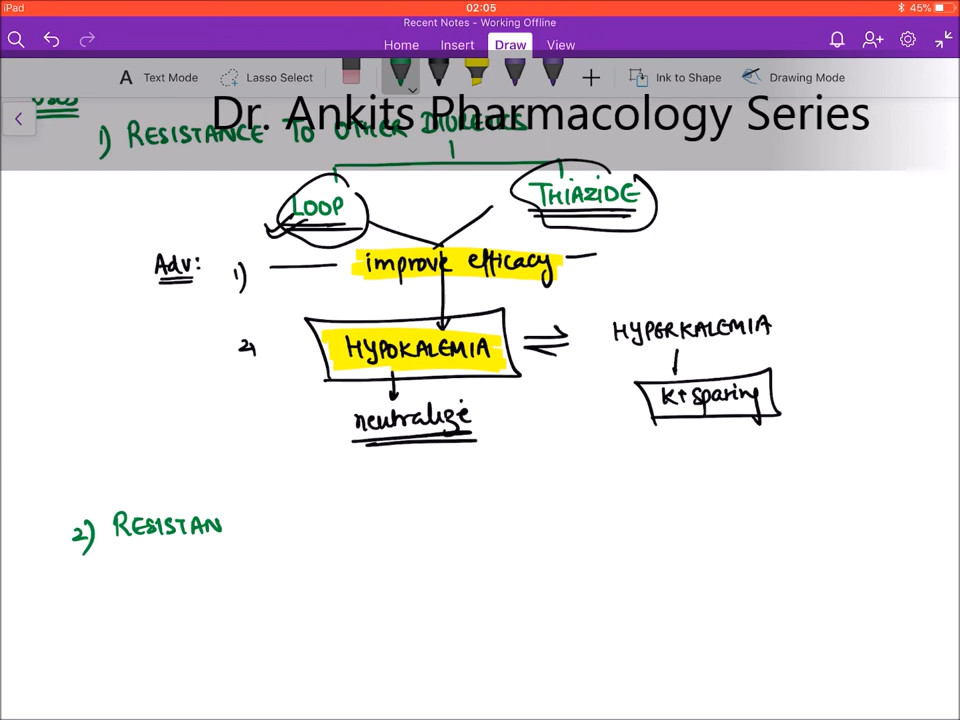 iPad 02:05 45%
Recent Notes - Working Offline
Home Insert Draw View
Text Mode Lasso Select Ink to Shape Drawing Mode
Dr. Ankits Pharmacology Series
Uses
1) RESISTANCE TO OTHER DIURETICS
LOOP THIAZIDE
Adv: 1) improve efficacy
2) HYPOKALEMIA HYPERKALEMIA
neutralize K+ sparing
2) RESISTAN